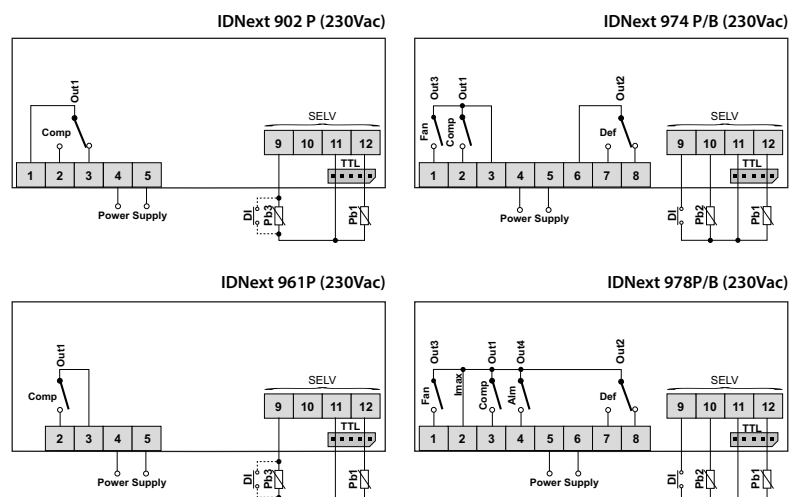 IDNext 902 P (230Vac)
Out1
Comp
SELV
9 10 11 12
TTL
1 2 3 4 5
Power Supply
DI
Pb3
Pb1
IDNext 974 P/B (230Vac)
Out3
Out1
Out2
Fan
Comp
Def
SELV
9 10 11 12
TTL
1 2 3 4 5 6 7 8
Power Supply
DI
Pb2
Pb1
IDNext 961P (230Vac)
Out1
Comp
SELV
9 10 11 12
TTL
2 3 4 5
Power Supply
DI
Pb3
Pb1
IDNext 978P/B (230Vac)
Out3
Out1
Out4
Out2
Fan
Imax
Comp
Alm
Def
SELV
9 10 11 12
TTL
1 2 3 4 5 6 7 8
Power Supply
DI
Pb2
Pb1